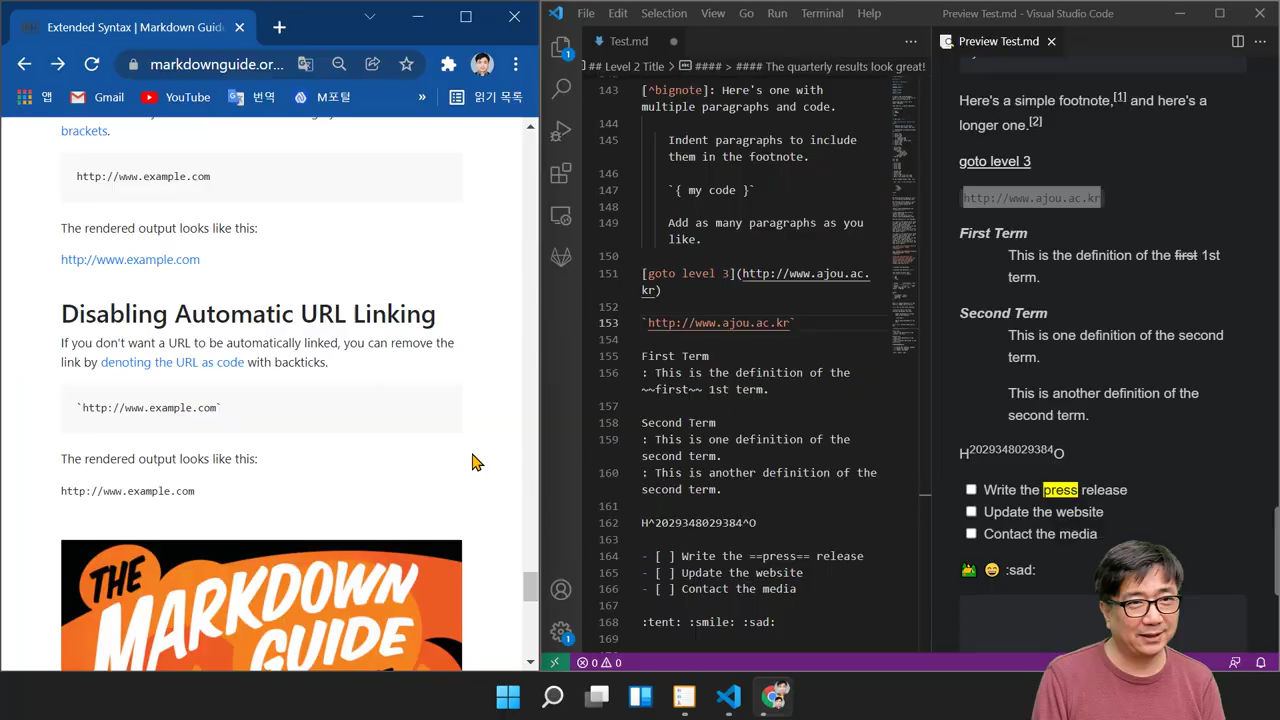 Extended Syntax | Markdown Guid
markdownguide.or...
앱
Gmail
YouTube
번역
M포털
»
읽기 목록
brackets.
http://www.example.com
The rendered output looks like this:
http://www.example.com
Disabling Automatic URL Linking
If you don't want a URL to be automatically linked, you can remove the
link by denoting the URL as code with backticks.
`http://www.example.com`
The rendered output looks like this:
http://www.example.com
THE
MARKDOWN
GUIDE
File Edit Selection View Go Run Terminal Help
Preview Test.md - Visual Studio Code
Test.md
## Level 2 Title > #### > #### The quarterly results look great!
143 [^bignote]: Here's one with
multiple paragraphs and code.
144
145 Indent paragraphs to include
them in the footnote.
146
147 `{ my code }`
148
149 Add as many paragraphs as you
like.
150
151 [goto level 3](http://www.ajou.ac.
kr)
152
153 `http://www.ajou.ac.kr`
154
155 First Term
156 : This is the definition of the
~~first~~ 1st term.
157
158 Second Term
159 : This is one definition of the
second term.
160 : This is another definition of the
second term.
161
162 H^2029348029384^O
163
164 - [ ] Write the ==press== release
165 - [ ] Update the website
166 - [ ] Contact the media
167
168 :tent: :smile: :sad:
169
0 0
1
1
Preview Test.md
Here's a simple footnote,[1] and here's a
longer one.[2]
goto level 3
http://www.ajou.ac.kr
First Term
This is the definition of the first 1st
term.
Second Term
This is one definition of the second
term.
This is another definition of the
second term.
H2029348029384O
Write the press release
Update the website
Contact the media
:sad: